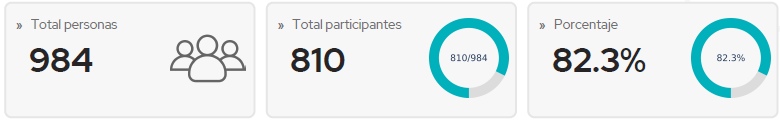 » Total personas
984
» Total participantes
810
810/984
» Porcentaje
82.3%
82.3%